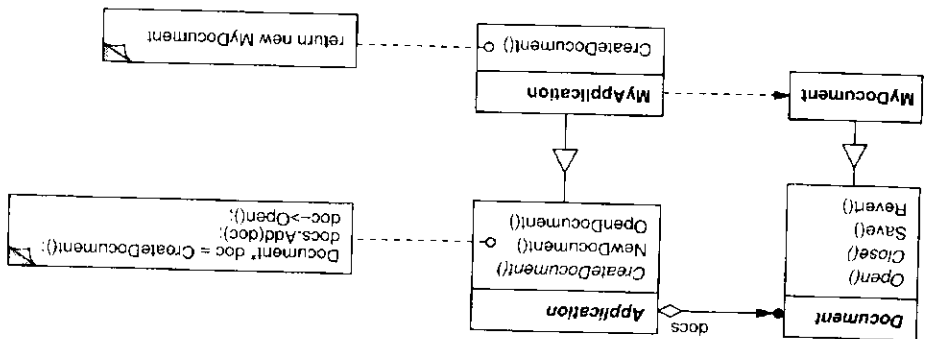 Document
Open()
Close()
Save()
Revert()
docs
Application
CreateDocument()
NewDocument()
OpenDocument()
Document* doc = CreateDocument();
docs.Add(doc);
doc->Open();
MyDocument
MyApplication
CreateDocument()
return new MyDocument